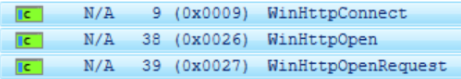 C N/A 9 (0x0009) WinHttpConnect
C N/A 38 (0x0026) WinHttpOpen
C N/A 39 (0x0027) WinHttpOpenRequest